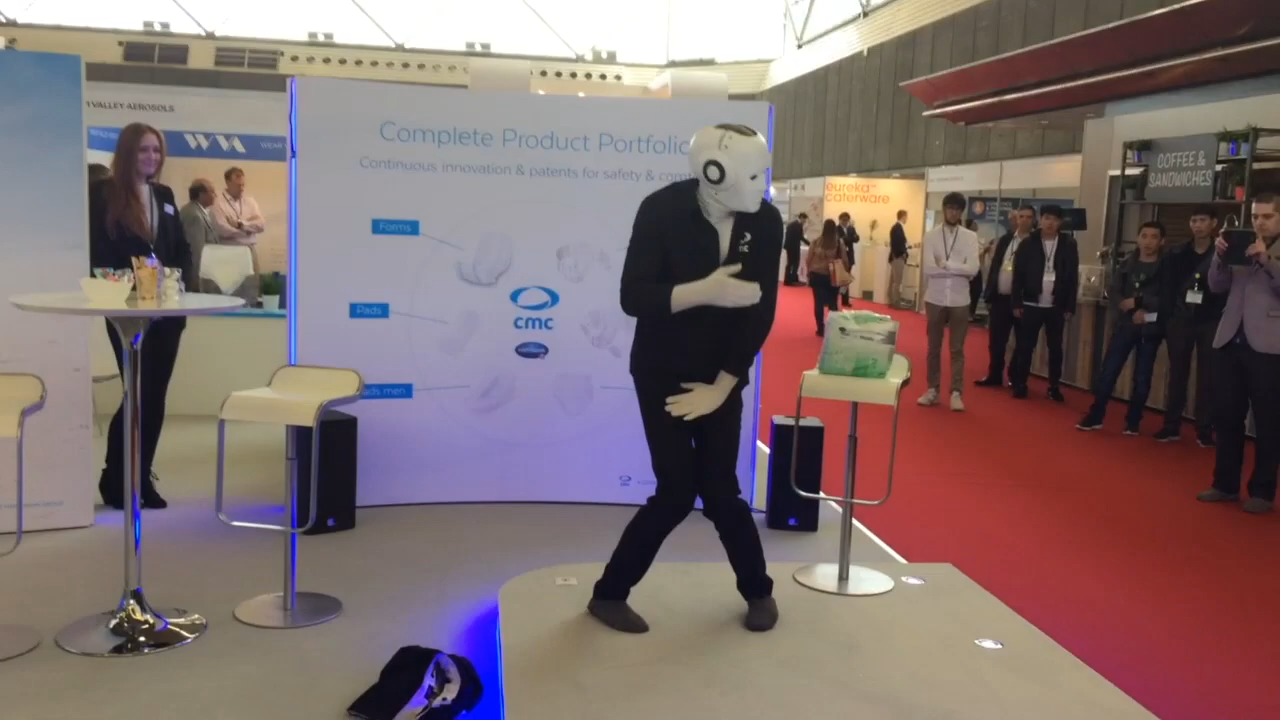 VALLEY AEROSOLS
WVA
WEAR
Complete Product Portfolio
Continuous innovation & patents for safety & com
Forms
Pads
ads men
cmc
eureka
caterware
COFFEE &
SANDWICHES